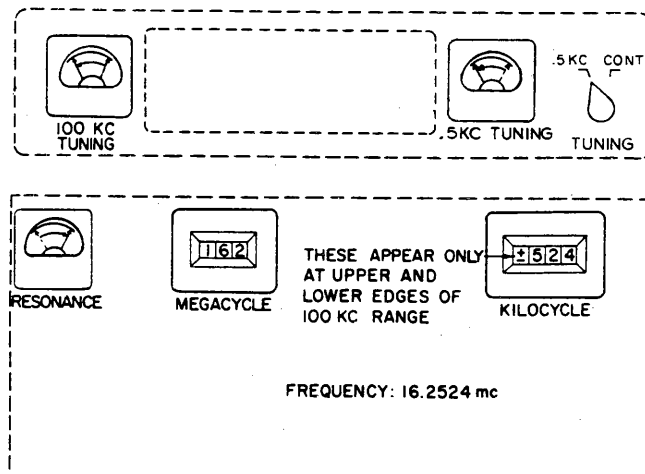 .5KC CONT
100 KC
TUNING
.5KC TUNING
TUNING
162
THESE APPEAR ONLY
AT UPPER AND
LOWER EDGES OF
100 KC RANGE
±524
RESONANCE
MEGACYCLE
KILOCYCLE
FREQUENCY: 16.2524 mc